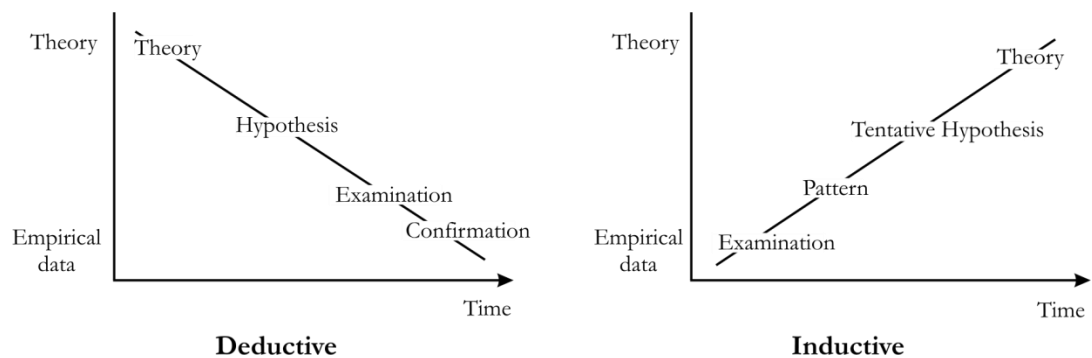 Theory
Theory
Hypothesis
Examination
Confirmation
Empirical
data
Time
Deductive
Theory
Theory
Tentative Hypothesis
Pattern
Examination
Empirical
data
Time
Inductive